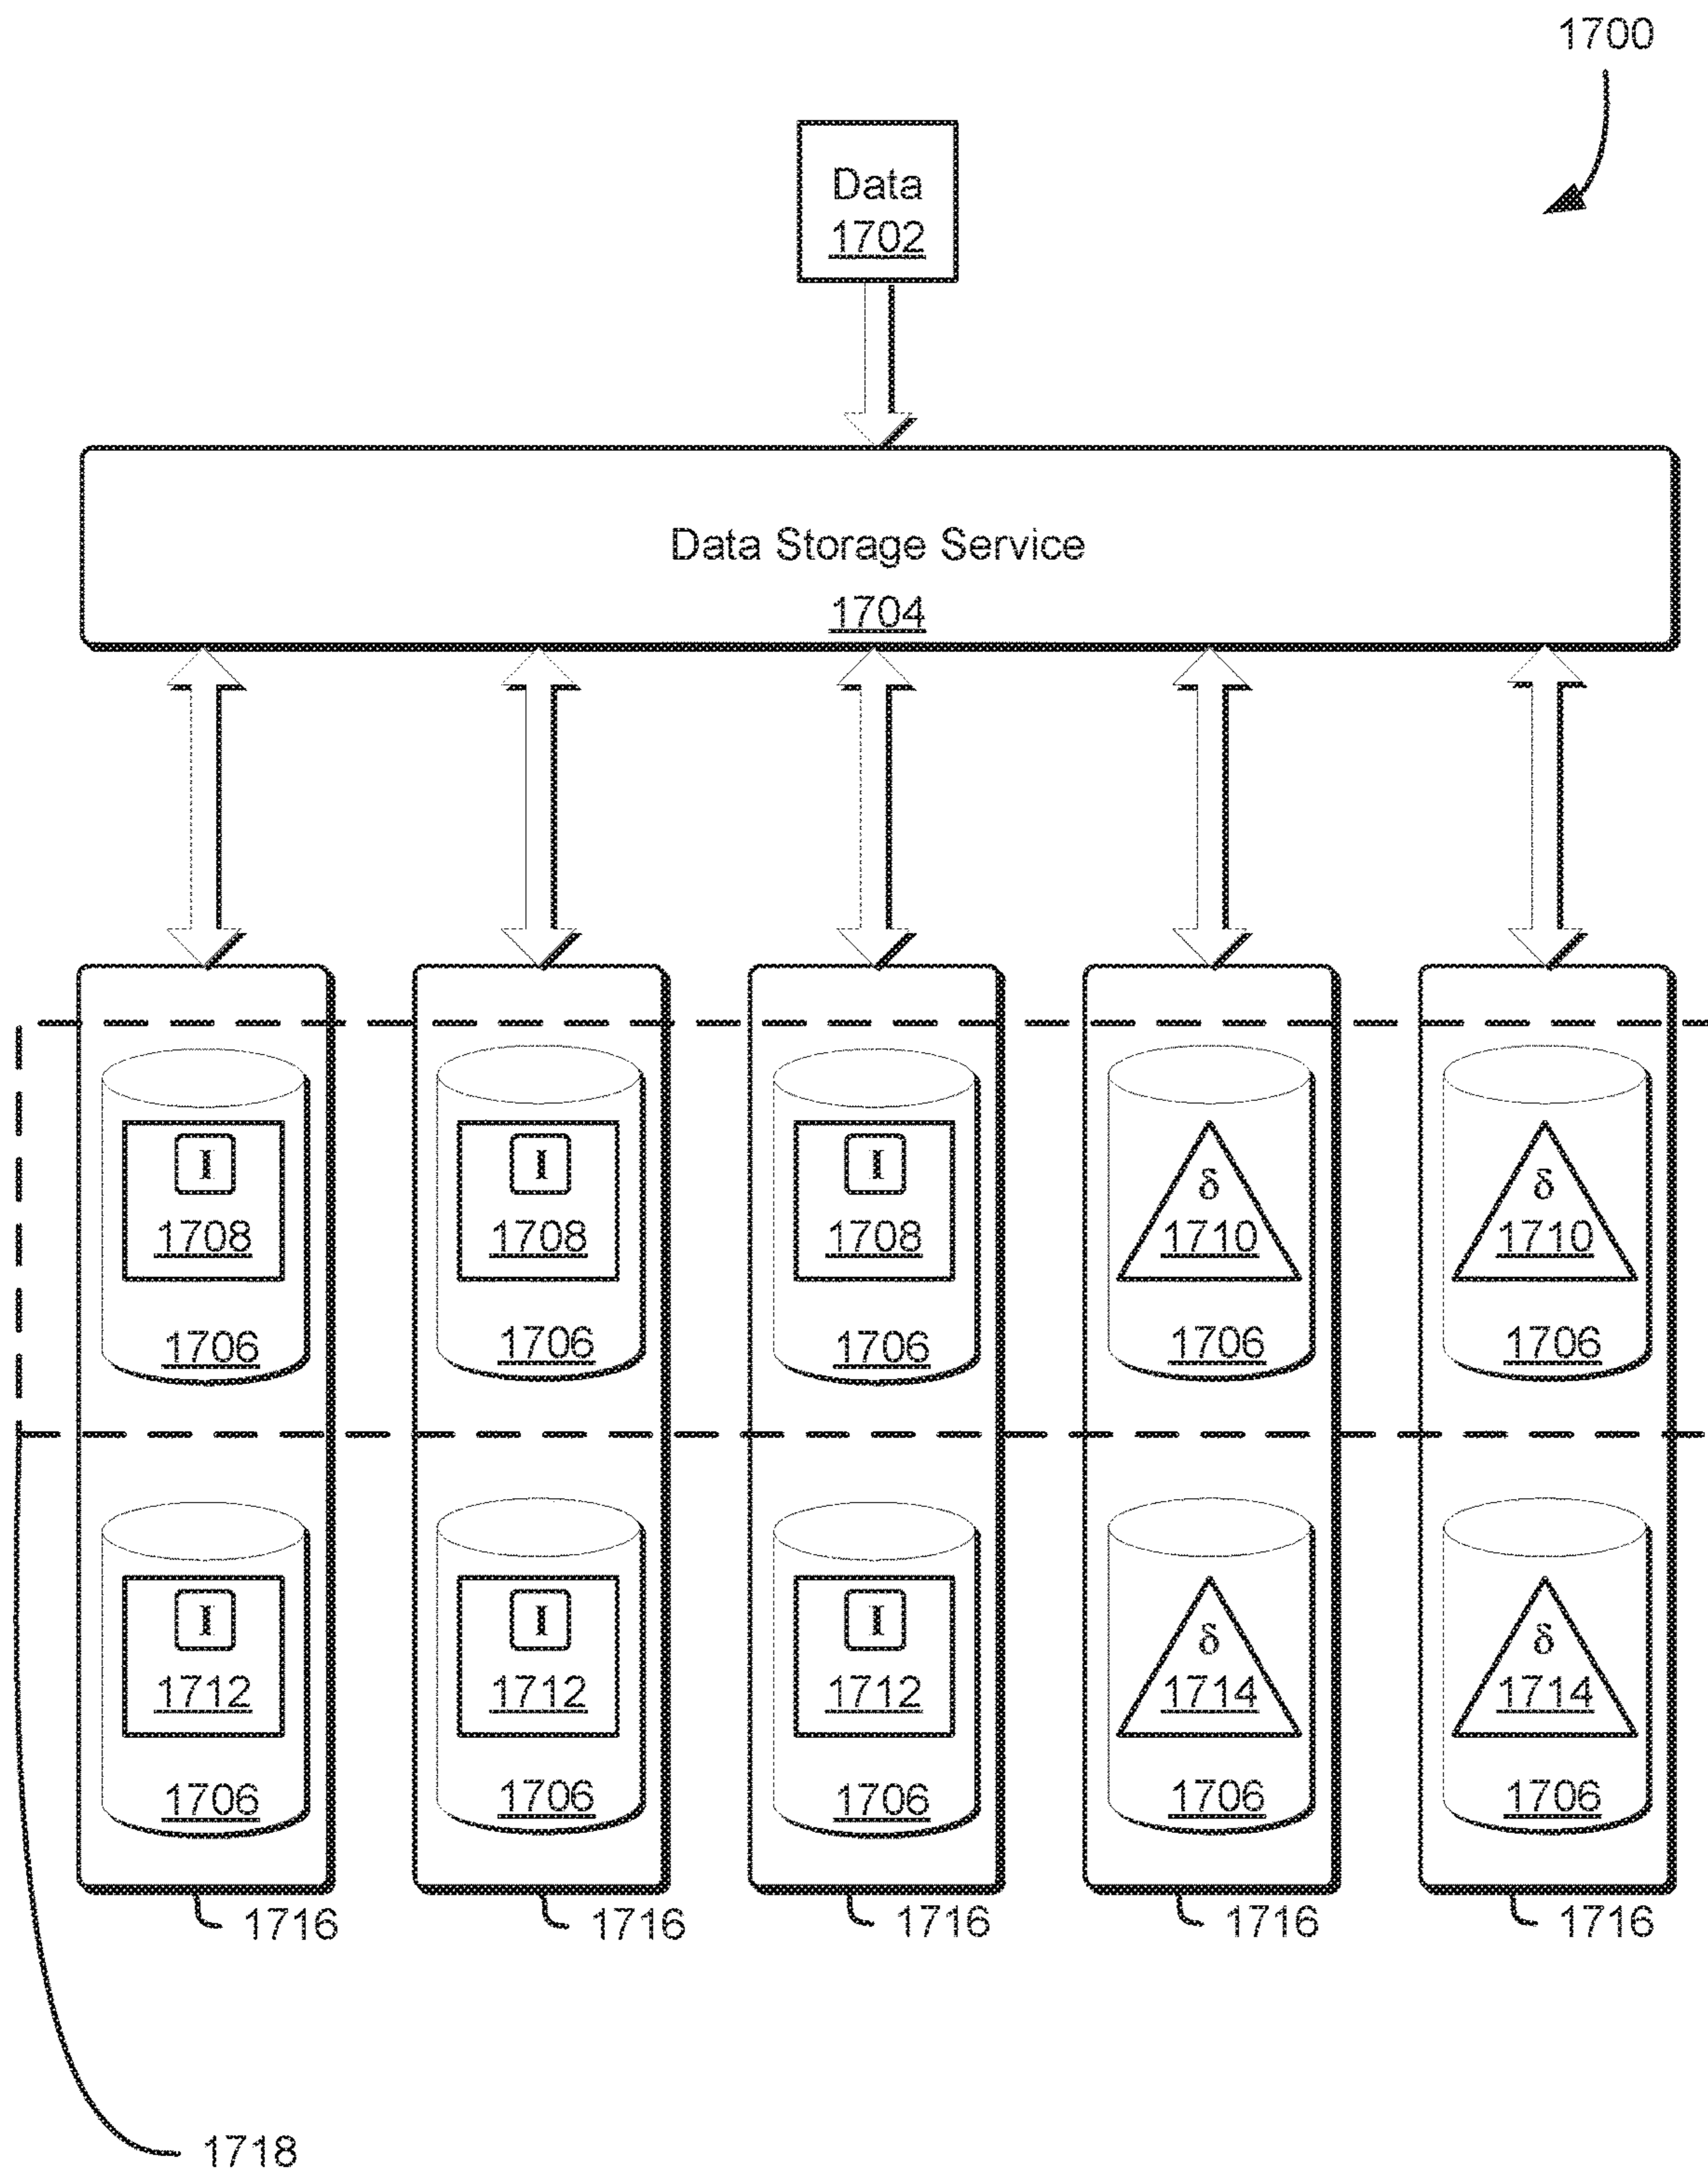 1700
Data
1702
Data Storage Service
1704
I I I δ δ
1708 1708 1708 1710 1710
1706 1706 1706 1706 1706
I I I δ δ
1712 1712 1712 1714 1714
1706 1706 1706 1706 1706
1716 1716 1716 1716 1716
1718